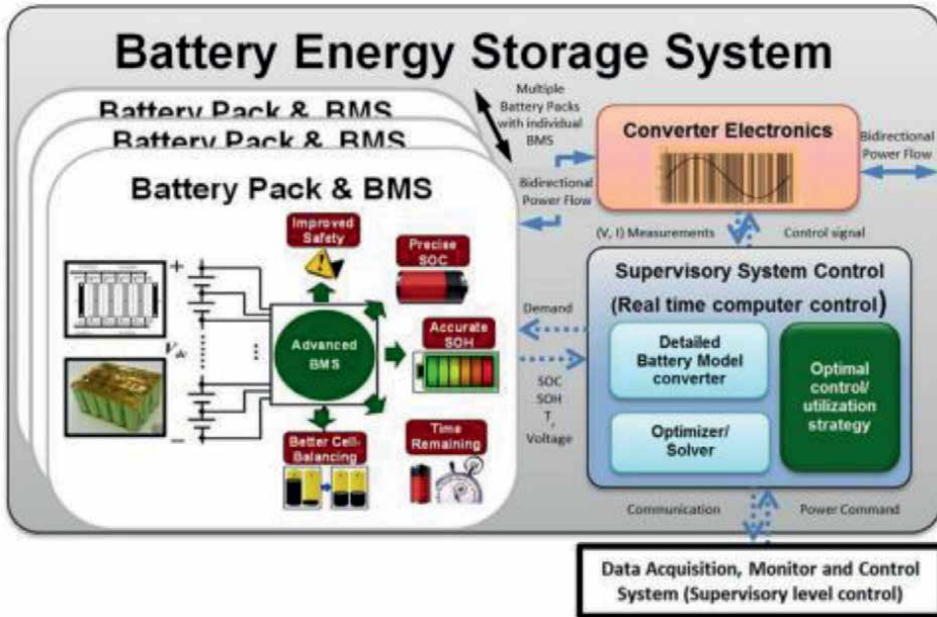 Battery Energy Storage System
Battery Pack & BMS
Battery Pack & BMS
Battery Pack & BMS
Multiple
Battery Packs
with individual
BMS
Bidirectional
Power Flow
Converter Electronics
Bidirectional
Power Flow
(V, I) Measurements
Control signal
Improved
Safety
Precise
SOC
+
V dc
−
Advanced
BMS
Accurate
SOH
Better Cell-
Balancing
Time
Remaining
Demand
SOC
SOH
T,
Voltage
Supervisory System Control
(Real time computer control)
Detailed
Battery Model
converter
Optimizer/
Solver
Optimal
control/
utilization
strategy
Communication
Power Command
Data Acquisition, Monitor and Control
System (Supervisory level control)